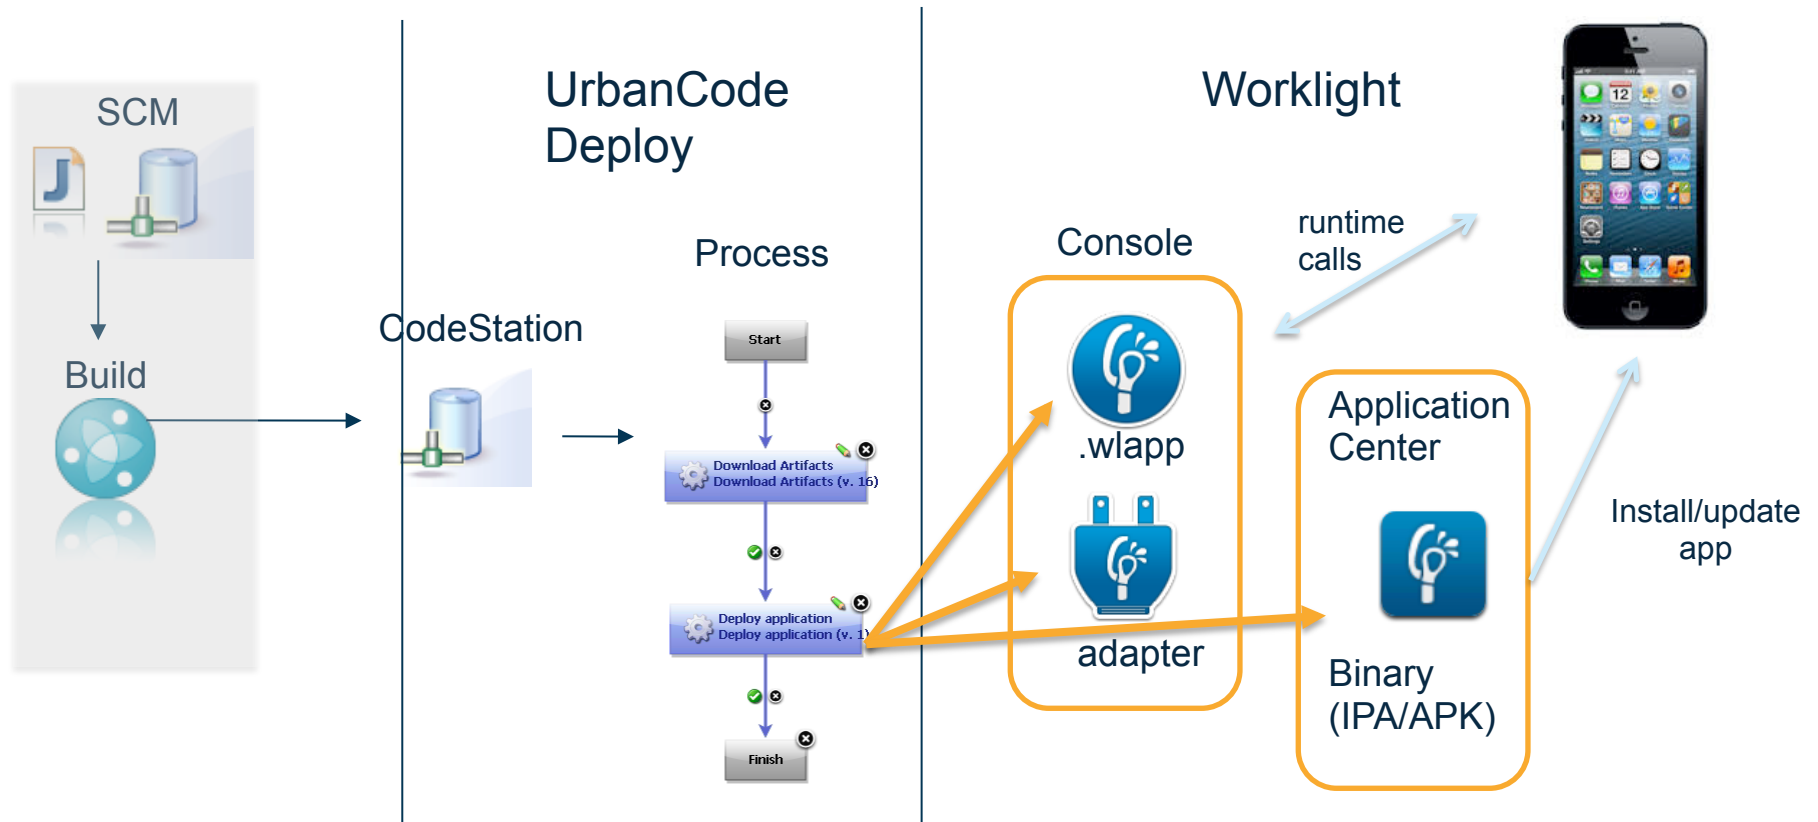 SCM
Build
UrbanCode
Deploy
CodeStation
Process
Start
Download Artifacts
Download Artifacts (v. 16)
Deploy application
Deploy application (v. 1)
Finish
Worklight
Console
.wlapp
adapter
runtime
calls
Application
Center
Binary
(IPA/APK)
Install/update
app
12